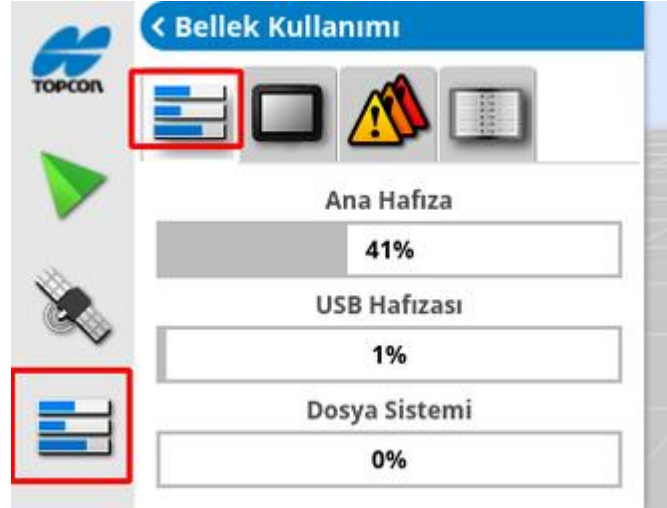 < Bellek Kullanımı
TOPCON
Ana Hafıza
41%
USB Hafızası
1%
Dosya Sistemi
0%